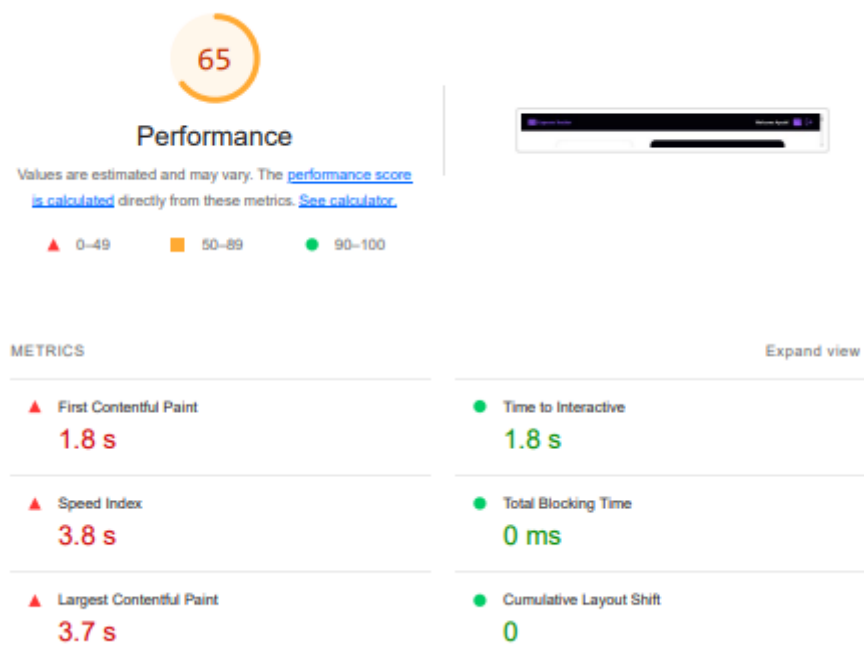 65
Performance
Values are estimated and may vary. The performance score
is calculated directly from these metrics. See calculator.
0–49
50–89
90–100
METRICS
Expand view
First Contentful Paint
1.8 s
Time to Interactive
1.8 s
Speed Index
3.8 s
Total Blocking Time
0 ms
Largest Contentful Paint
3.7 s
Cumulative Layout Shift
0